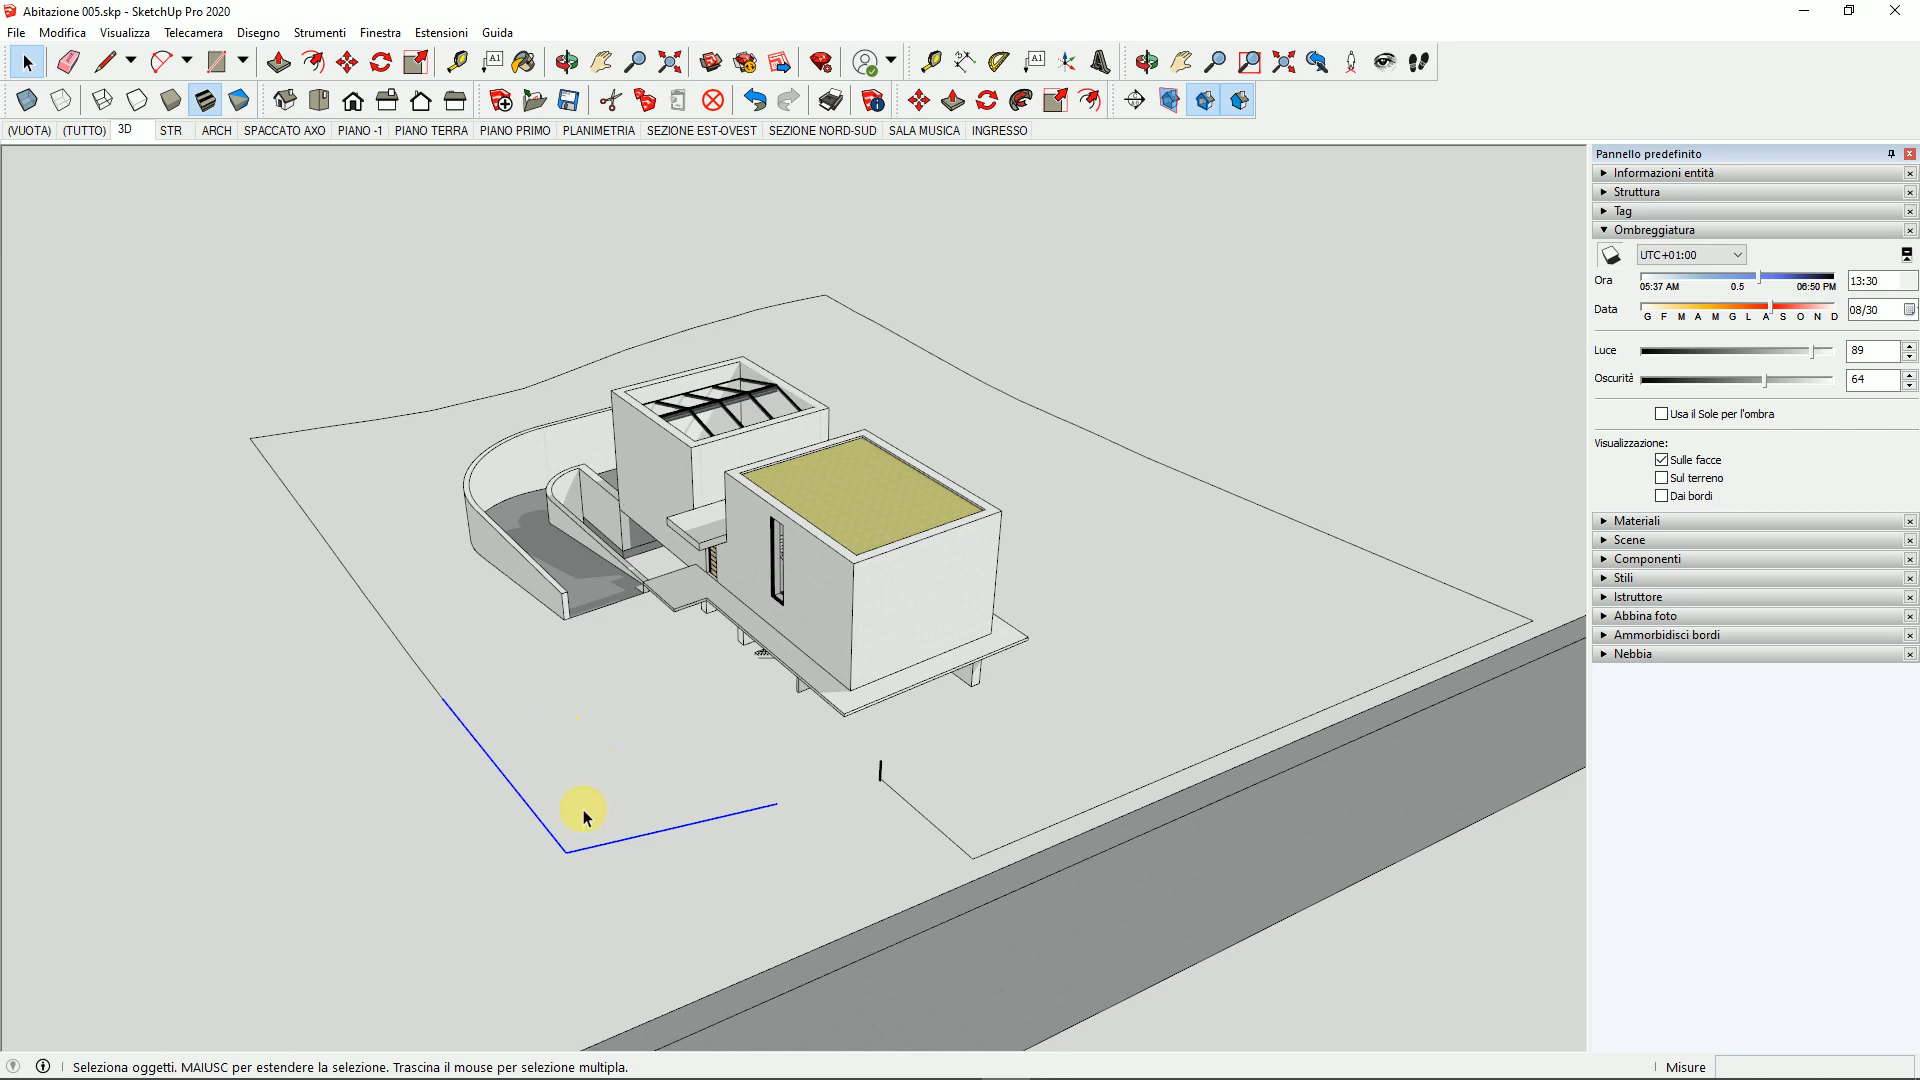 Abitazione 005.skp - SketchUp Pro 2020
File Modifica Visualizza Telecamera Disegno Strumenti Finestra Estensioni Guida
A1 A1
(VUOTA) (TUTTO) 3D STR ARCH SPACCATO AXO PIANO -1 PIANO TERRA PIANO PRIMO PLANIMETRIA SEZIONE EST-OVEST SEZIONE NORD-SUD SALA MUSICA INGRESSO
Pannello predefinito
Informazioni entità
Struttura
Tag
Ombreggiatura
UTC+01:00
Ora 13:30
05:37 AM 0.5 06:50 PM
Data 08/30
G F M A M G L A S O N D
Luce 89
Oscurità 64
Usa il Sole per l'ombra
Visualizzazione:
Sulle facce
Sul terreno
Dai bordi
Materiali
Scene
Componenti
Stili
Istruttore
Abbina foto
Ammorbidisci bordi
Nebbia
Seleziona oggetti. MAIUSC per estendere la selezione. Trascina il mouse per selezione multipla.
Misure